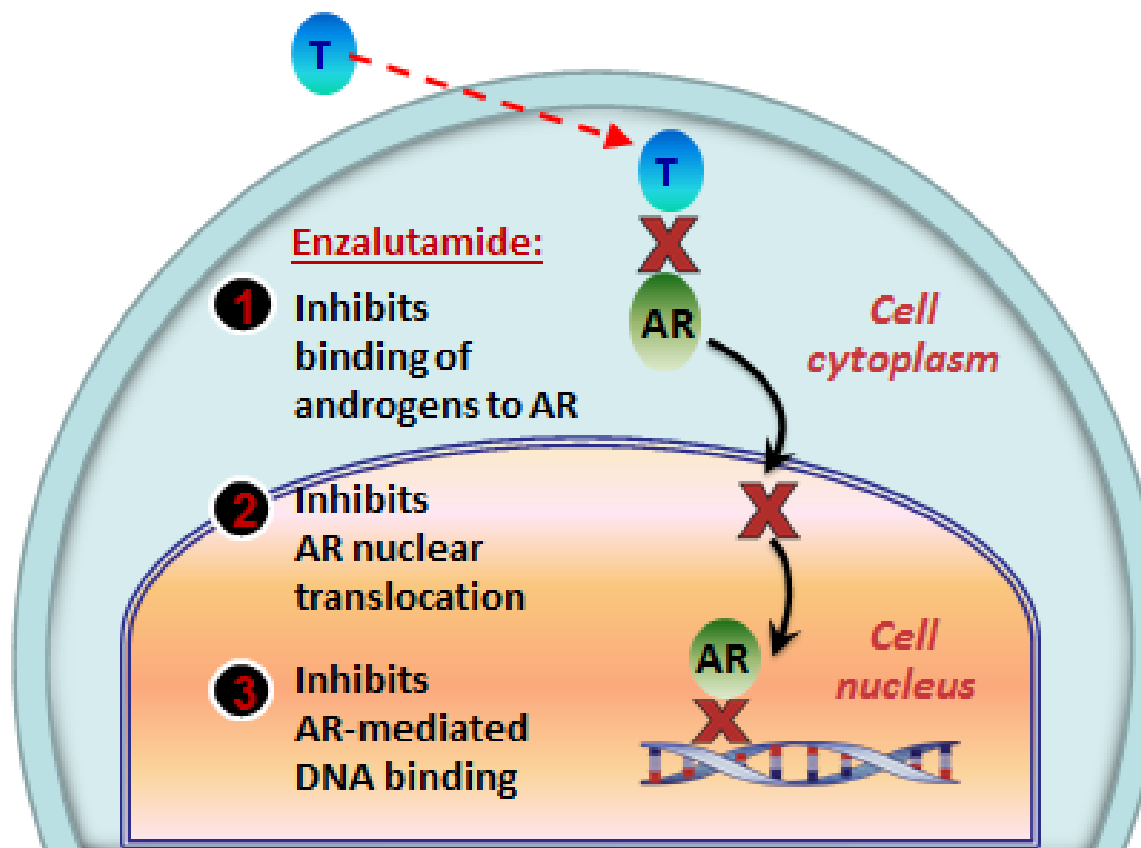 T
T
Enzalutamide:
1
Inhibits
binding of
androgens to AR
AR
Cell
cytoplasm
2
Inhibits
AR nuclear
translocation
3
Inhibits
AR-mediated
DNA binding
AR
Cell
nucleus